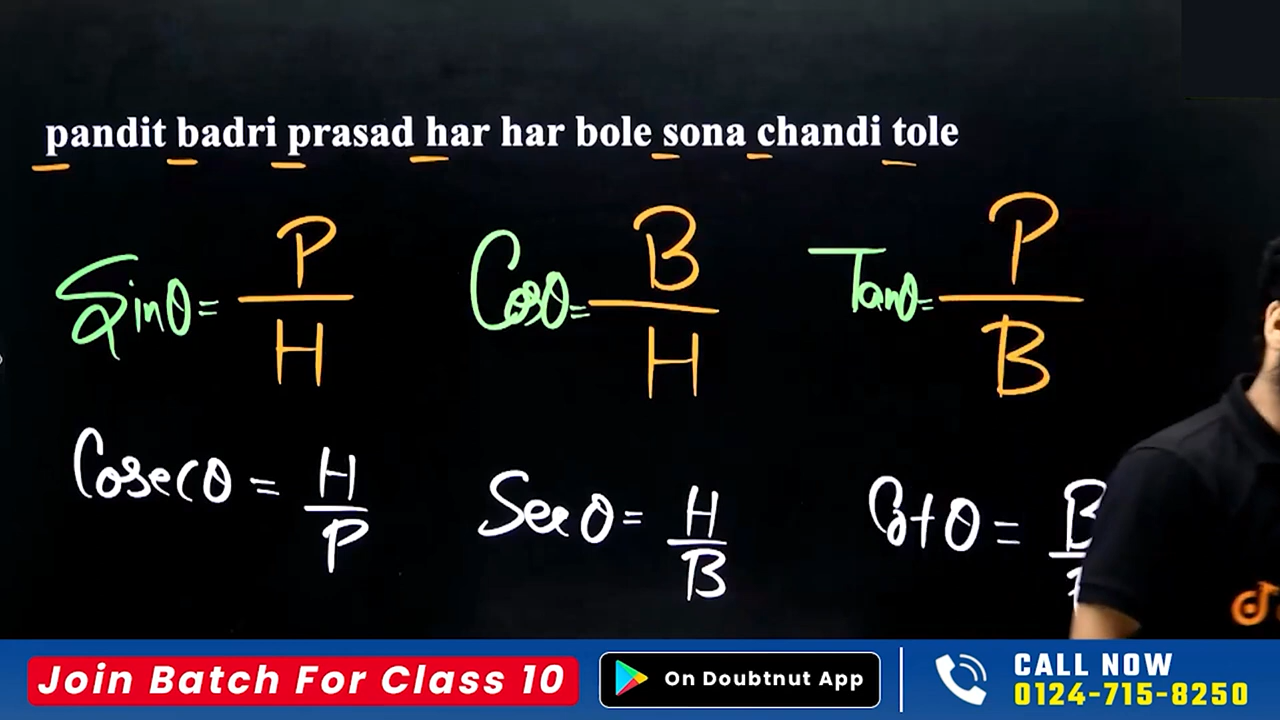 pandit badri prasad har har bole sona chandi tole
Sinθ = P/H Cosθ = B/H Tanθ = P/B
Cosecθ = H/P Secθ = H/B Cotθ = B
Join Batch For Class 10
On Doubtnut App
CALL NOW
0124-715-8250